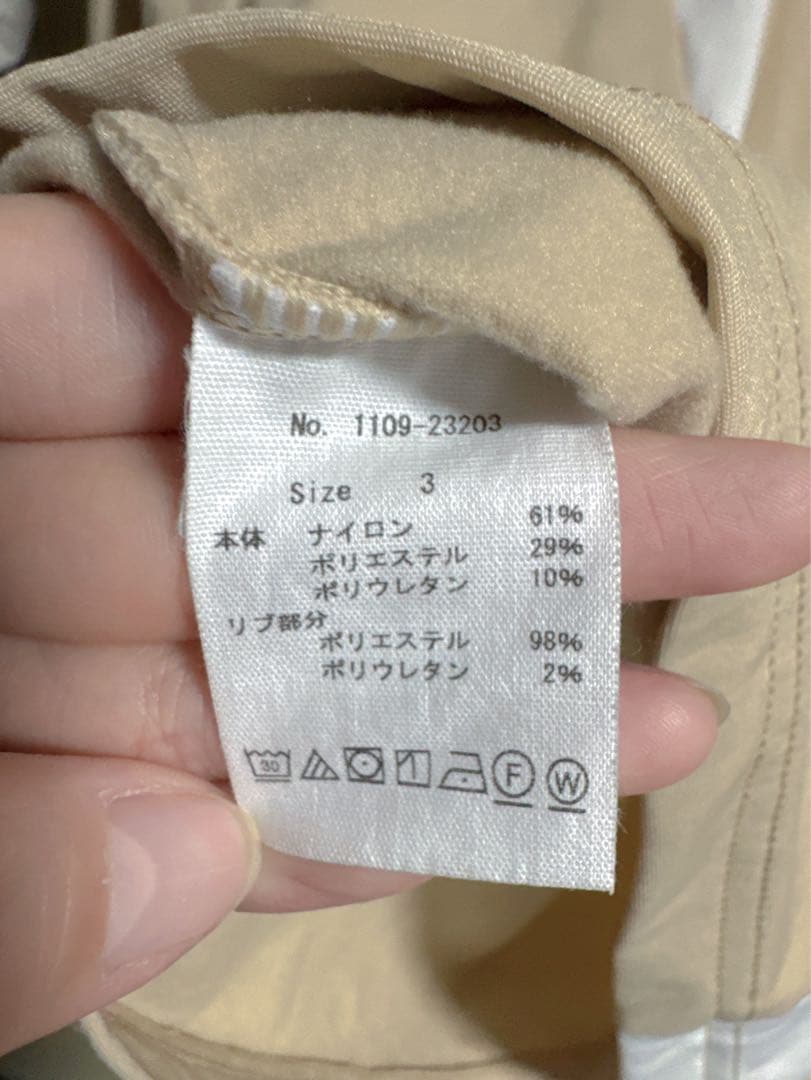 No. 1109-23203
Size 3
本体 ナイロン 61%
ポリエステル 29%
ポリウレタン 10%
リブ部分
ポリエステル 98%
ポリウレタン 2%
30 F W